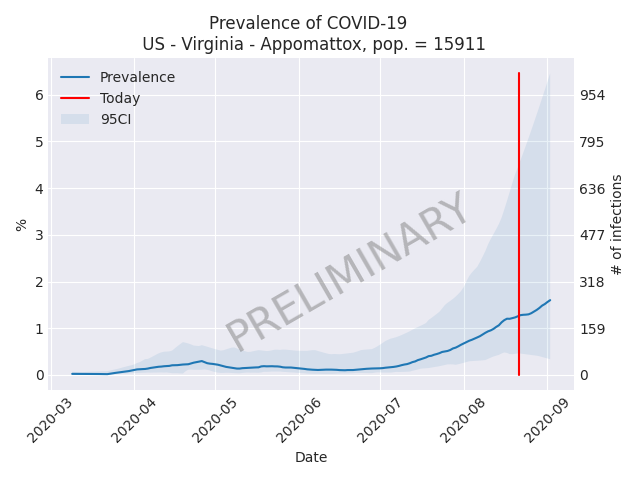 Prevalence of COVID-19
US - Virginia - Appomattox, pop. = 15911
Prevalence
Today
95CI
6
5
4
3
2
1
0
%
954
795
636
477
318
159
0
# of infections
PRELIMINARY
2020-03
2020-04
2020-05
2020-06
2020-07
2020-08
2020-09
Date